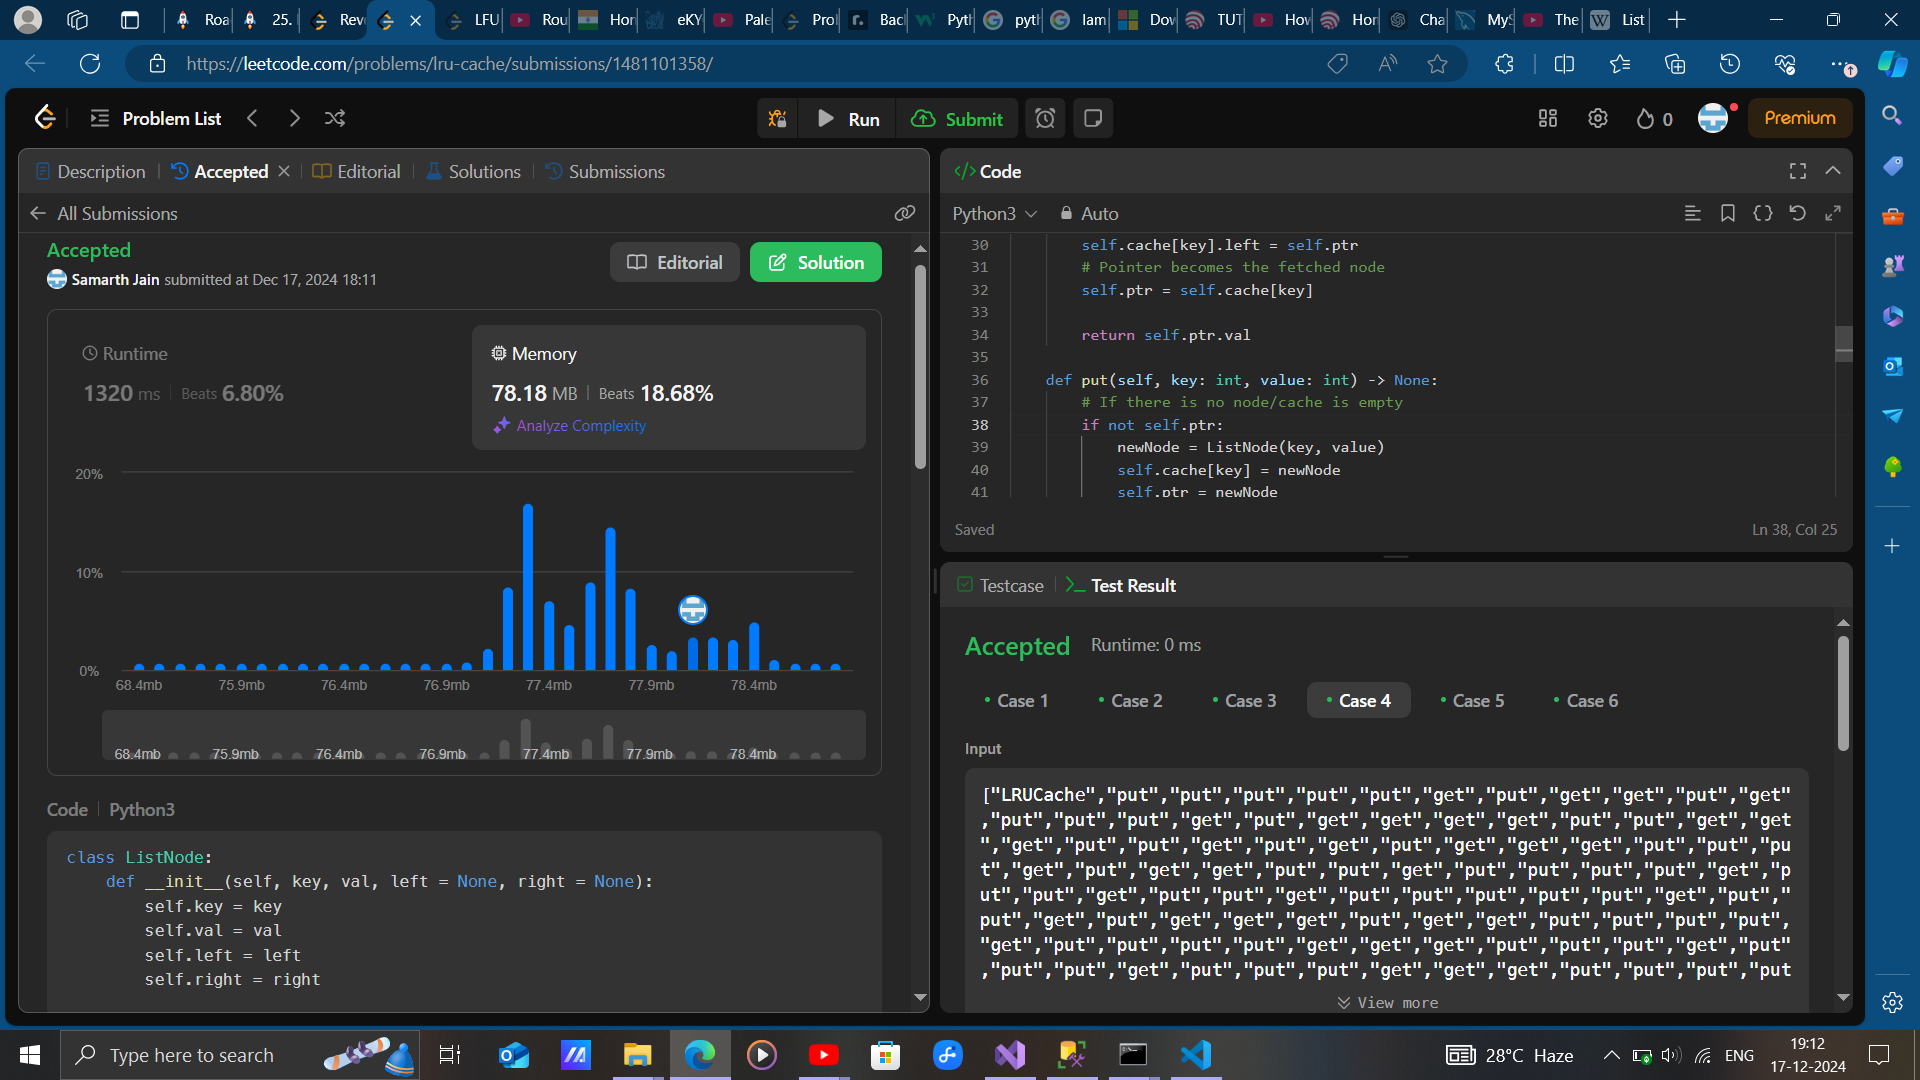 Roa
25. I
Reve
LFU
Rou
Hon
eKY
Pale
Prol
Bacl
Pyth
pyth
lam
Dov
TUT
How
Hon
Cha
MyS
The
List
https://leetcode.com/problems/lru-cache/submissions/1481101358/
Problem List
Run
Submit
0
Premium
Description
Accepted
Editorial
Solutions
Submissions
All Submissions
Accepted
Samarth Jain submitted at Dec 17, 2024 18:11
Editorial
Solution
Runtime
1320 ms
Beats 6.80%
Memory
78.18 MB
Beats 18.68%
Analyze Complexity
20%
10%
0%
68.4mb 75.9mb 76.4mb 76.9mb 77.4mb 77.9mb 78.4mb
68.4mb 75.9mb 76.4mb 76.9mb 77.4mb 77.9mb 78.4mb
Code
Python3
class ListNode:
def __init__(self, key, val, left = None, right = None):
self.key = key
self.val = val
self.left = left
self.right = right
</> Code
Python3
Auto
30 self.cache[key].left = self.ptr
31 # Pointer becomes the fetched node
32 self.ptr = self.cache[key]
33
34 return self.ptr.val
35
36 def put(self, key: int, value: int) -> None:
37 # If there is no node/cache is empty
38 if not self.ptr:
39 newNode = ListNode(key, value)
40 self.cache[key] = newNode
41 self.ptr = newNode
Saved
Ln 38, Col 25
Testcase
Test Result
Accepted
Runtime: 0 ms
Case 1
Case 2
Case 3
Case 4
Case 5
Case 6
Input
["LRUCache","put","put","put","put","put","get","put","get","get","put","get"
,"put","put","put","get","put","get","get","get","get","put","put","get","get
","get","put","put","get","put","get","put","get","get","get","put","put","pu
t","get","put","get","get","put","put","get","put","put","put","put","get","p
ut","put","get","put","put","get","put","put","put","put","put","get","put","
put","get","put","get","get","get","put","get","get","put","put","put","put",
"get","put","put","put","put","get","get","get","put","put","put","get","put"
,"put","put","get","put","put","put","get","get","get","put","put","put","put
View more
Type here to search
28°C Haze
ENG
19:12
17-12-2024